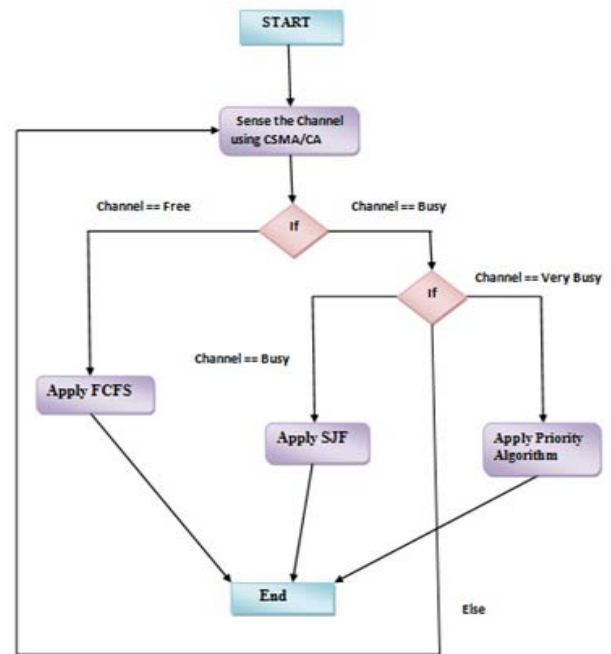 START
Sense the Channel
using CSMA/CA
Channel == Free
If
Channel == Busy
If
Channel == Very Busy
Channel == Busy
Apply FCFS
Apply SJF
Apply Priority
Algorithm
End
Else